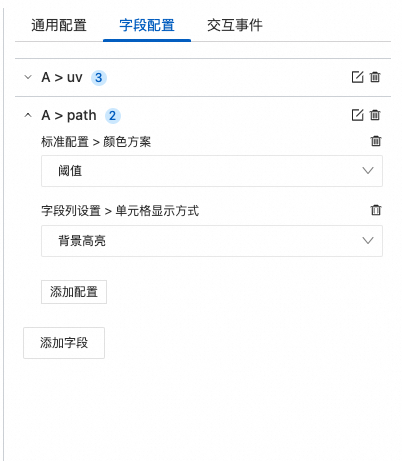 通用配置 字段配置 交互事件
A > uv 3
A > path 2
标准配置 > 颜色方案
阈值
字段列设置 > 单元格显示方式
背景高亮
添加配置
添加字段